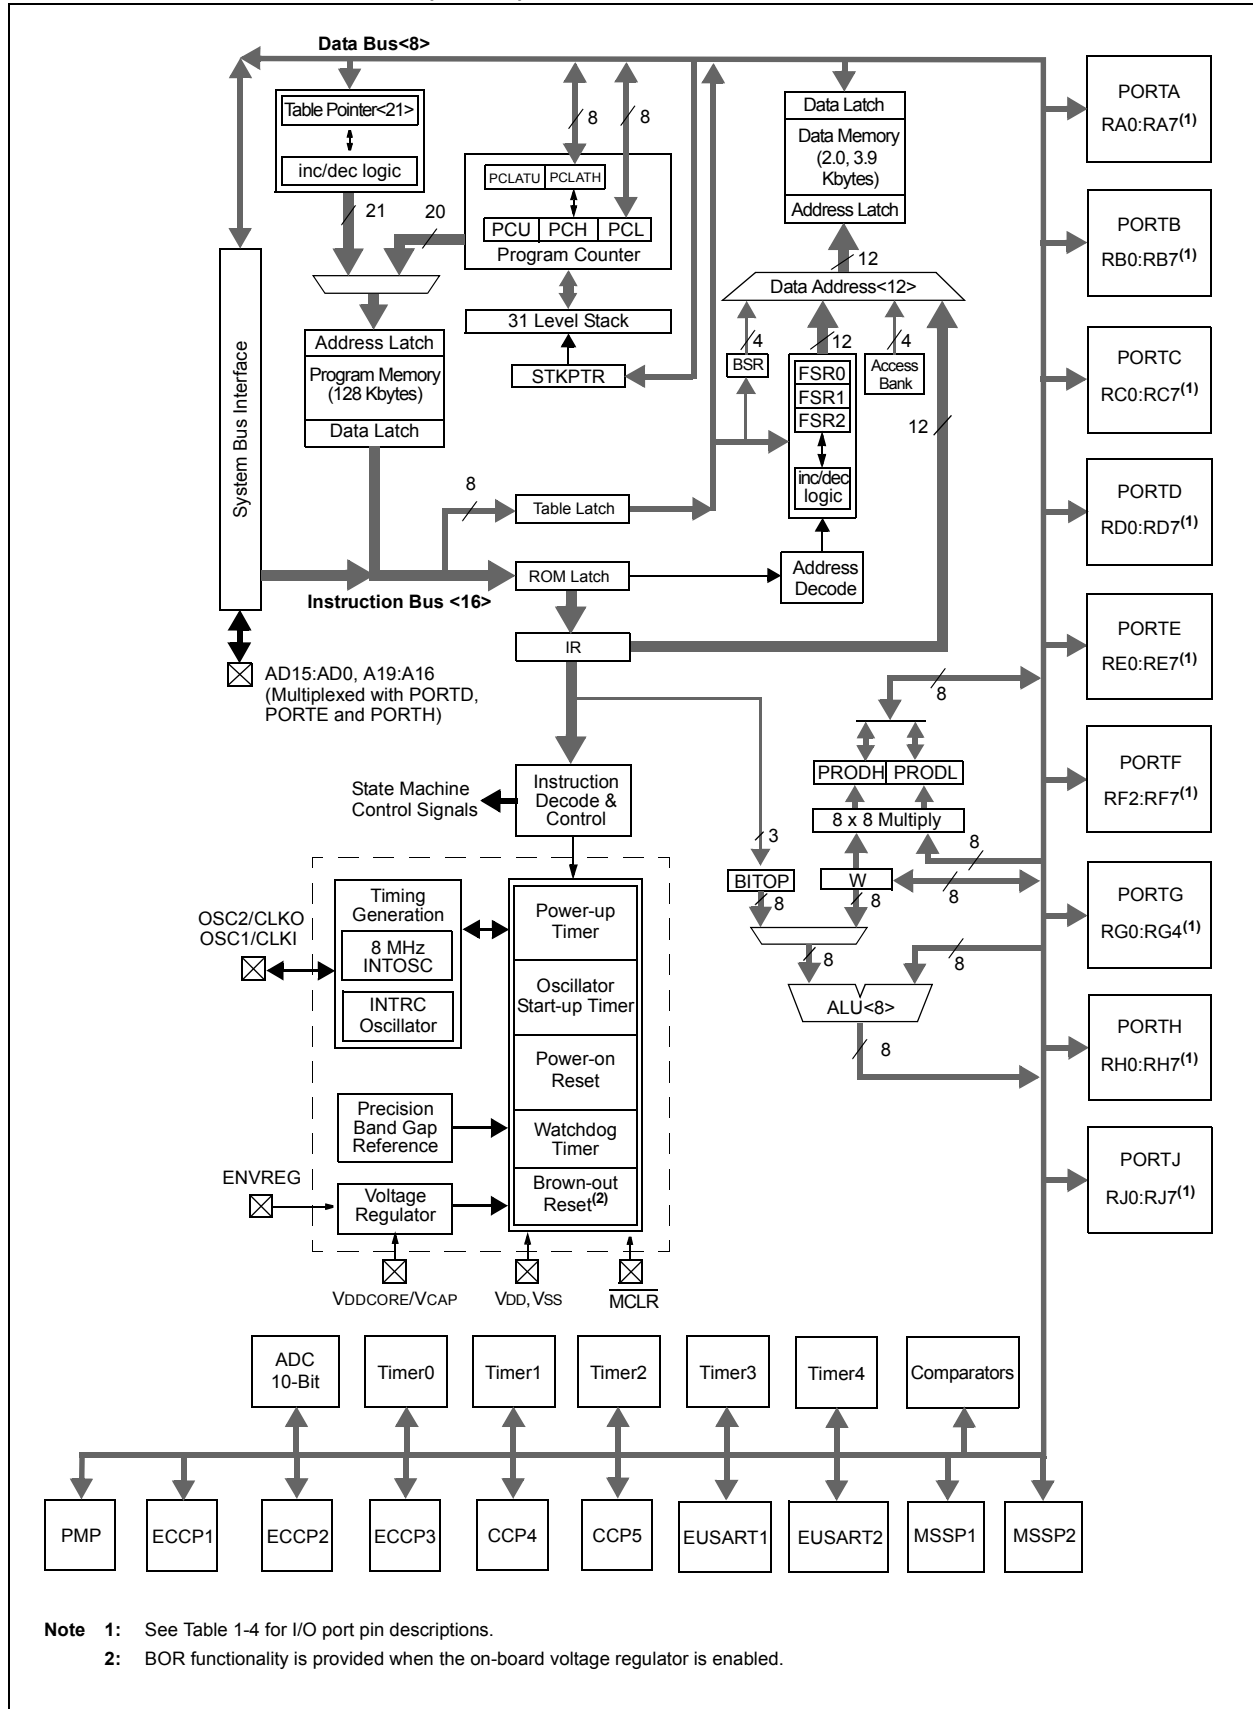 Data Bus<8>
Table Pointer<21>
inc/dec logic
21
20
8
8
PCLATU PCLATH
PCU PCH PCL
Program Counter
31 Level Stack
STKPTR
Data Latch
Data Memory
(2.0, 3.9
Kbytes)
Address Latch
12
Data Address<12>
4
12
4
BSR
FSR0
FSR1
FSR2
inc/dec
logic
Access
Bank
12
Address
Decode
System Bus Interface
Address Latch
Program Memory
(128 Kbytes)
Data Latch
8
Table Latch
ROM Latch
Instruction Bus <16>
IR
AD15:AD0, A19:A16
(Multiplexed with PORTD,
PORTE and PORTH)
State Machine
Control Signals
Instruction
Decode &
Control
8
PRODH PRODL
8 x 8 Multiply
3
8
BITOP
W
8
8
8
8
8
ALU<8>
8
OSC2/CLKO
OSC1/CLKI
Timing
Generation
8 MHz
INTOSC
INTRC
Oscillator
Power-up
Timer
Oscillator
Start-up Timer
Power-on
Reset
Watchdog
Timer
Brown-out
Reset(2)
Precision
Band Gap
Reference
ENVREG
Voltage
Regulator
VDDCORE/VCAP
VDD, VSS
MCLR
PORTA
RA0:RA7(1)
PORTB
RB0:RB7(1)
PORTC
RC0:RC7(1)
PORTD
RD0:RD7(1)
PORTE
RE0:RE7(1)
PORTF
RF2:RF7(1)
PORTG
RG0:RG4(1)
PORTH
RH0:RH7(1)
PORTJ
RJ0:RJ7(1)
ADC
10-Bit
Timer0
Timer1
Timer2
Timer3
Timer4
Comparators
PMP
ECCP1
ECCP2
ECCP3
CCP4
CCP5
EUSART1
EUSART2
MSSP1
MSSP2
Note 1: See Table 1-4 for I/O port pin descriptions.
2: BOR functionality is provided when the on-board voltage regulator is enabled.